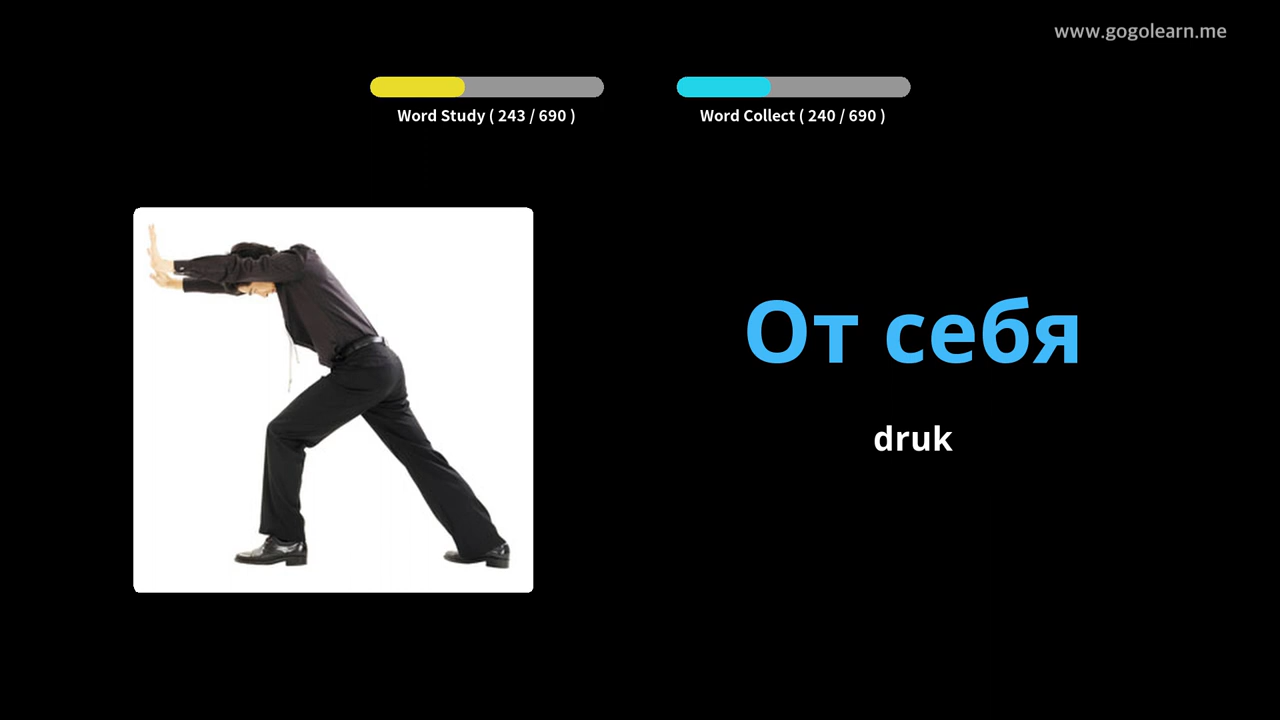 www.gogolearn.me
Word Study ( 243 / 690 )
Word Collect ( 240 / 690 )
От себя
druk